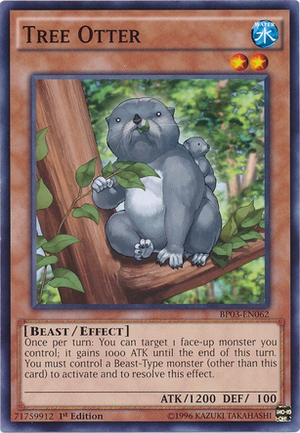 TREE OTTER
WATER
水
BP03-EN062
[BEAST / EFFECT]
Once per turn: You can target 1 face-up monster you
control; it gains 1000 ATK until the end of this turn.
You must control a Beast-Type monster (other than this
card) to activate and to resolve this effect.
ATK/1200 DEF/ 100
71759912 1st Edition ©1996 KAZUKI TAKAHASHI